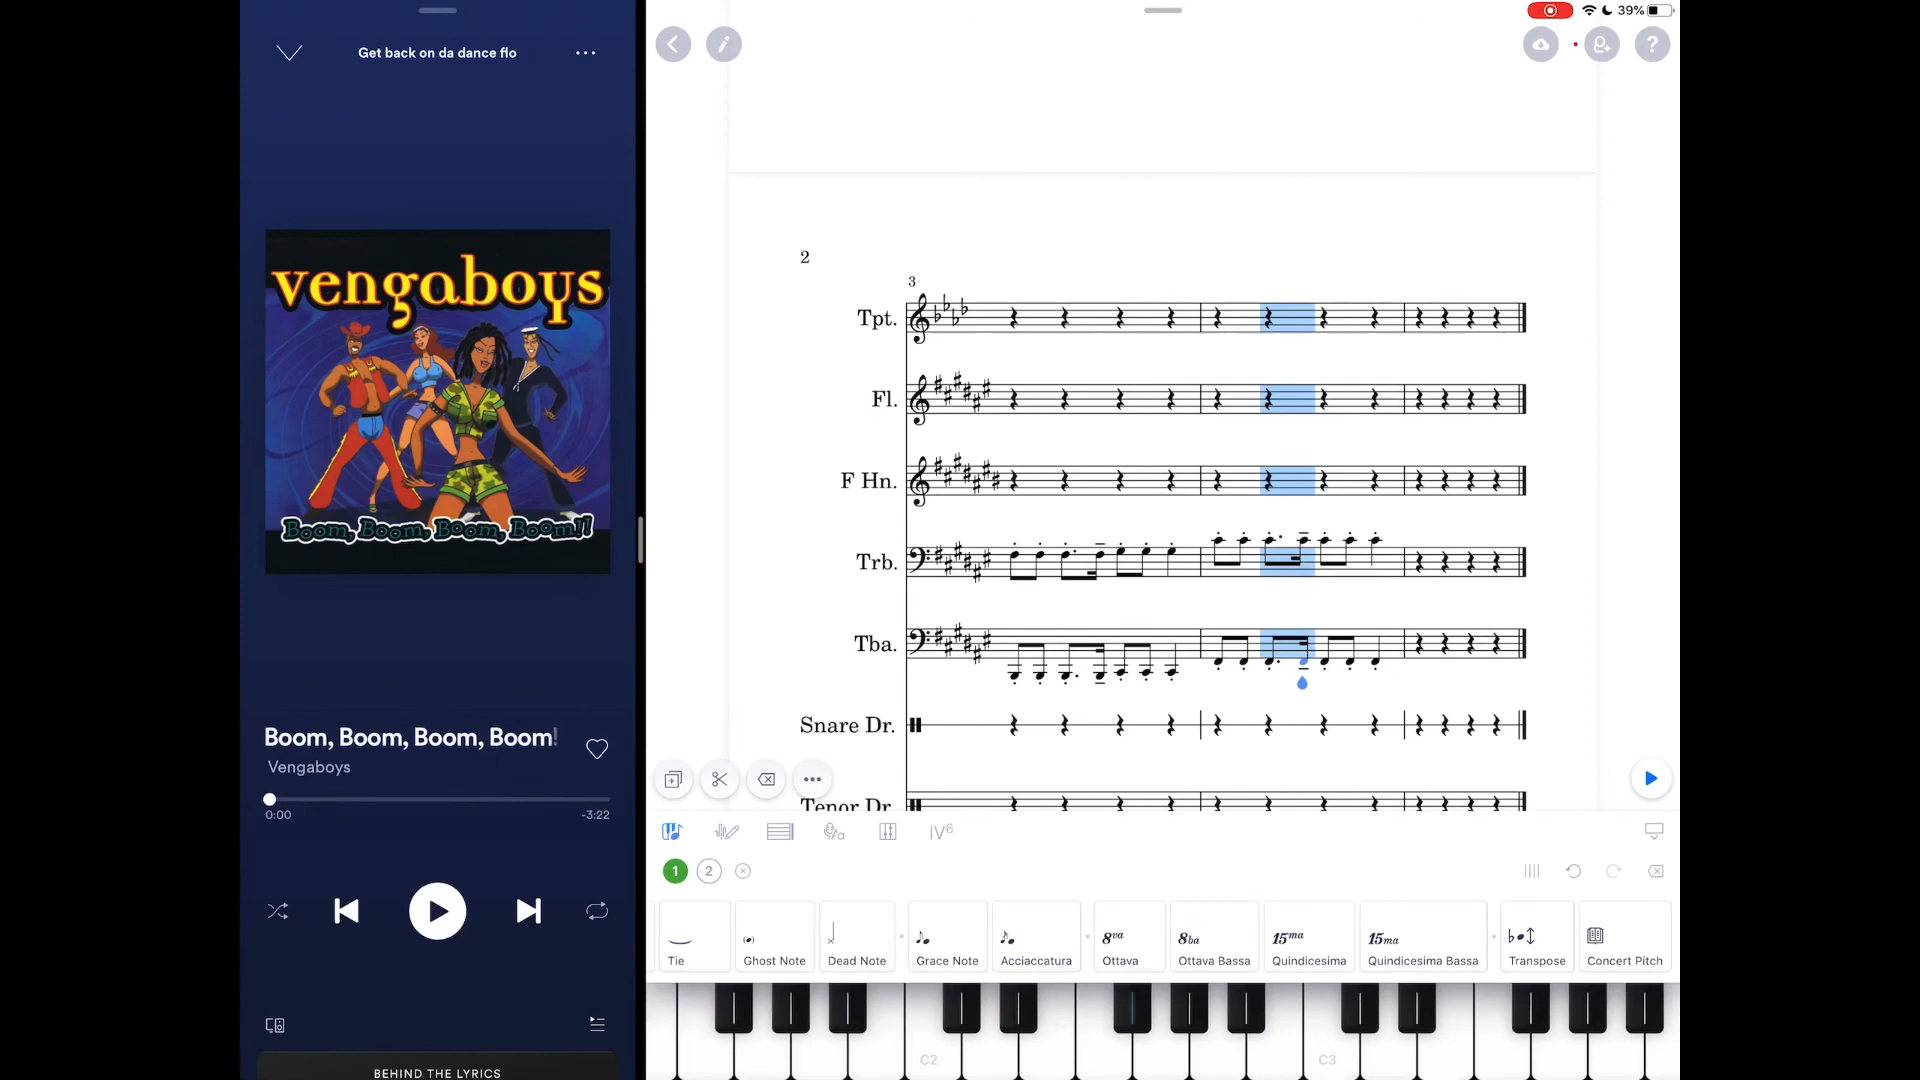 Get back on da dance flo
vengaboys
Boom, Boom, Boom, Boom!!
Boom, Boom, Boom, Boom!
Vengaboys
0:00
-3:22
BEHIND THE LYRICS
39%
?
2
3
Tpt.
Fl.
F Hn.
Trb.
Tba.
Snare Dr.
Tenor Dr.
IV6
1
2
Tie
Ghost Note
Dead Note
Grace Note
Acciaccatura
8va
Ottava
8ba
Ottava Bassa
15ma
Quindicesima
15ma
Quindicesima Bassa
Transpose
Concert Pitch
C2
C3